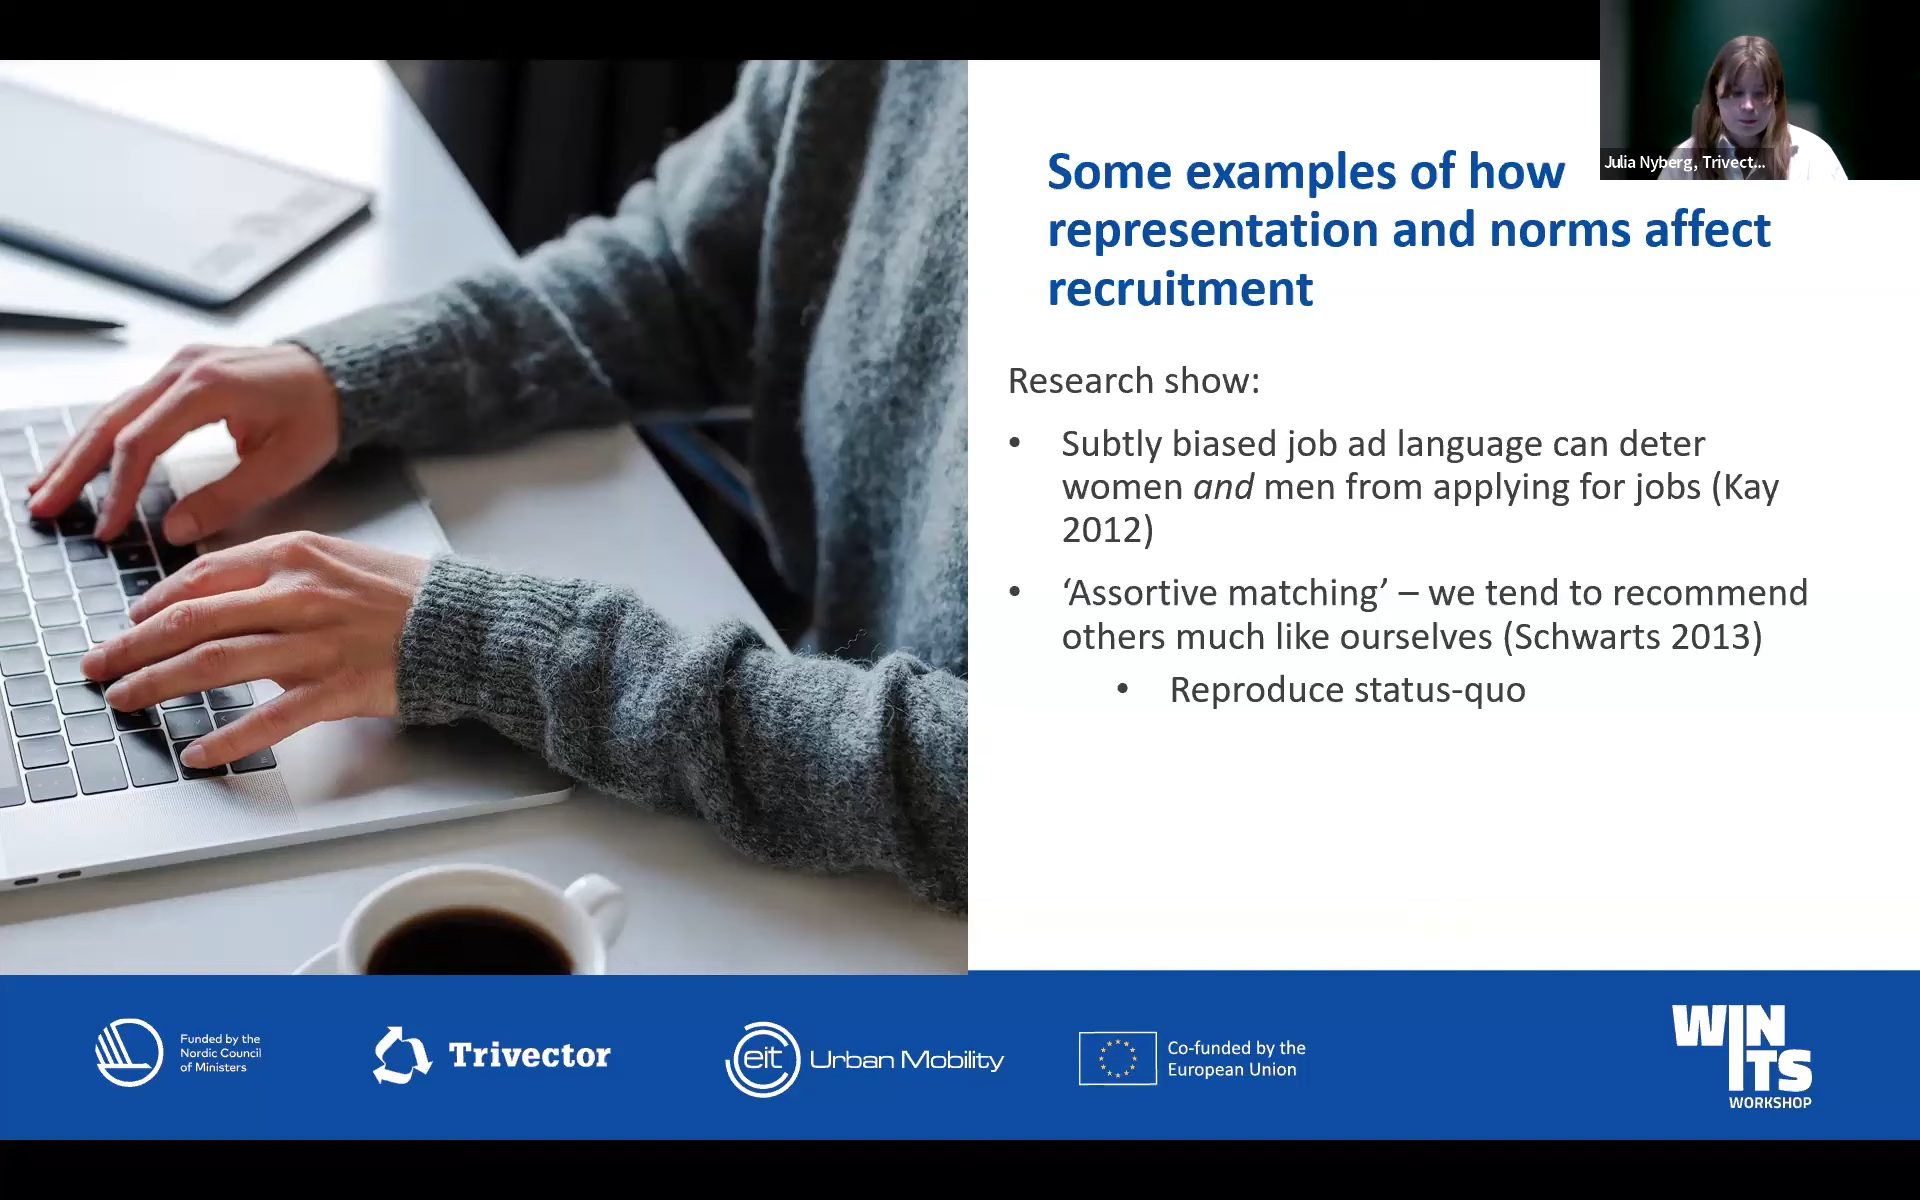 Julia Nyberg, Trivect...
Some examples of how
representation and norms affect
recruitment
Research show:
• Subtly biased job ad language can deter
women and men from applying for jobs (Kay
2012)
• ‘Assortive matching’ – we tend to recommend
others much like ourselves (Schwarts 2013)
• Reproduce status-quo
Funded by the
Nordic Council
of Ministers
Trivector
eit Urban Mobility
Co-funded by the
European Union
WIN
ITS
WORKSHOP